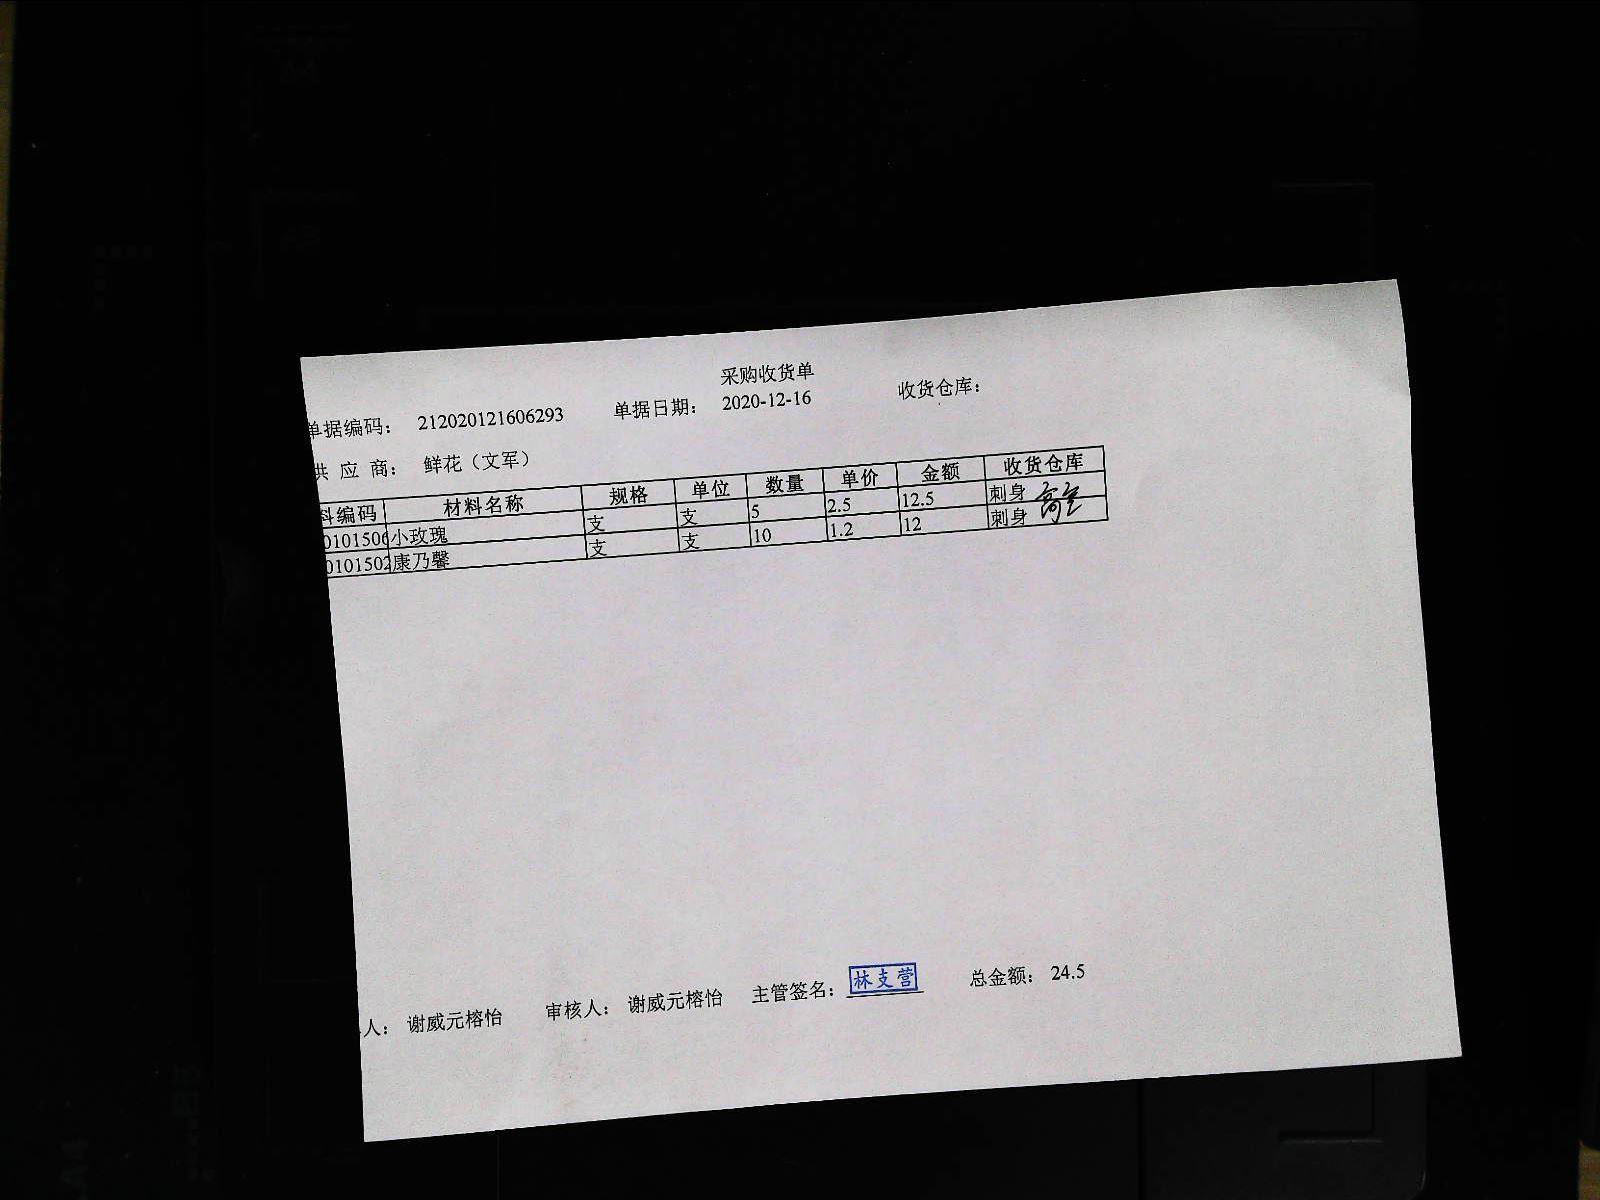 采购收货单
单据编码： 212020121606293 单据日期： 2020-12-16 收货仓库：
供 应 商： 鲜花（文军）
料编码 材料名称 规格 单位 数量 单价 金额 收货仓库
0101506 小玫瑰 支 支 5 2.5 12.5 刺身
0101502 康乃馨 支 支 10 1.2 12 刺身
人： 谢威元榕怡 审核人： 谢威元榕怡 主管签名： 林支营 总金额： 24.5